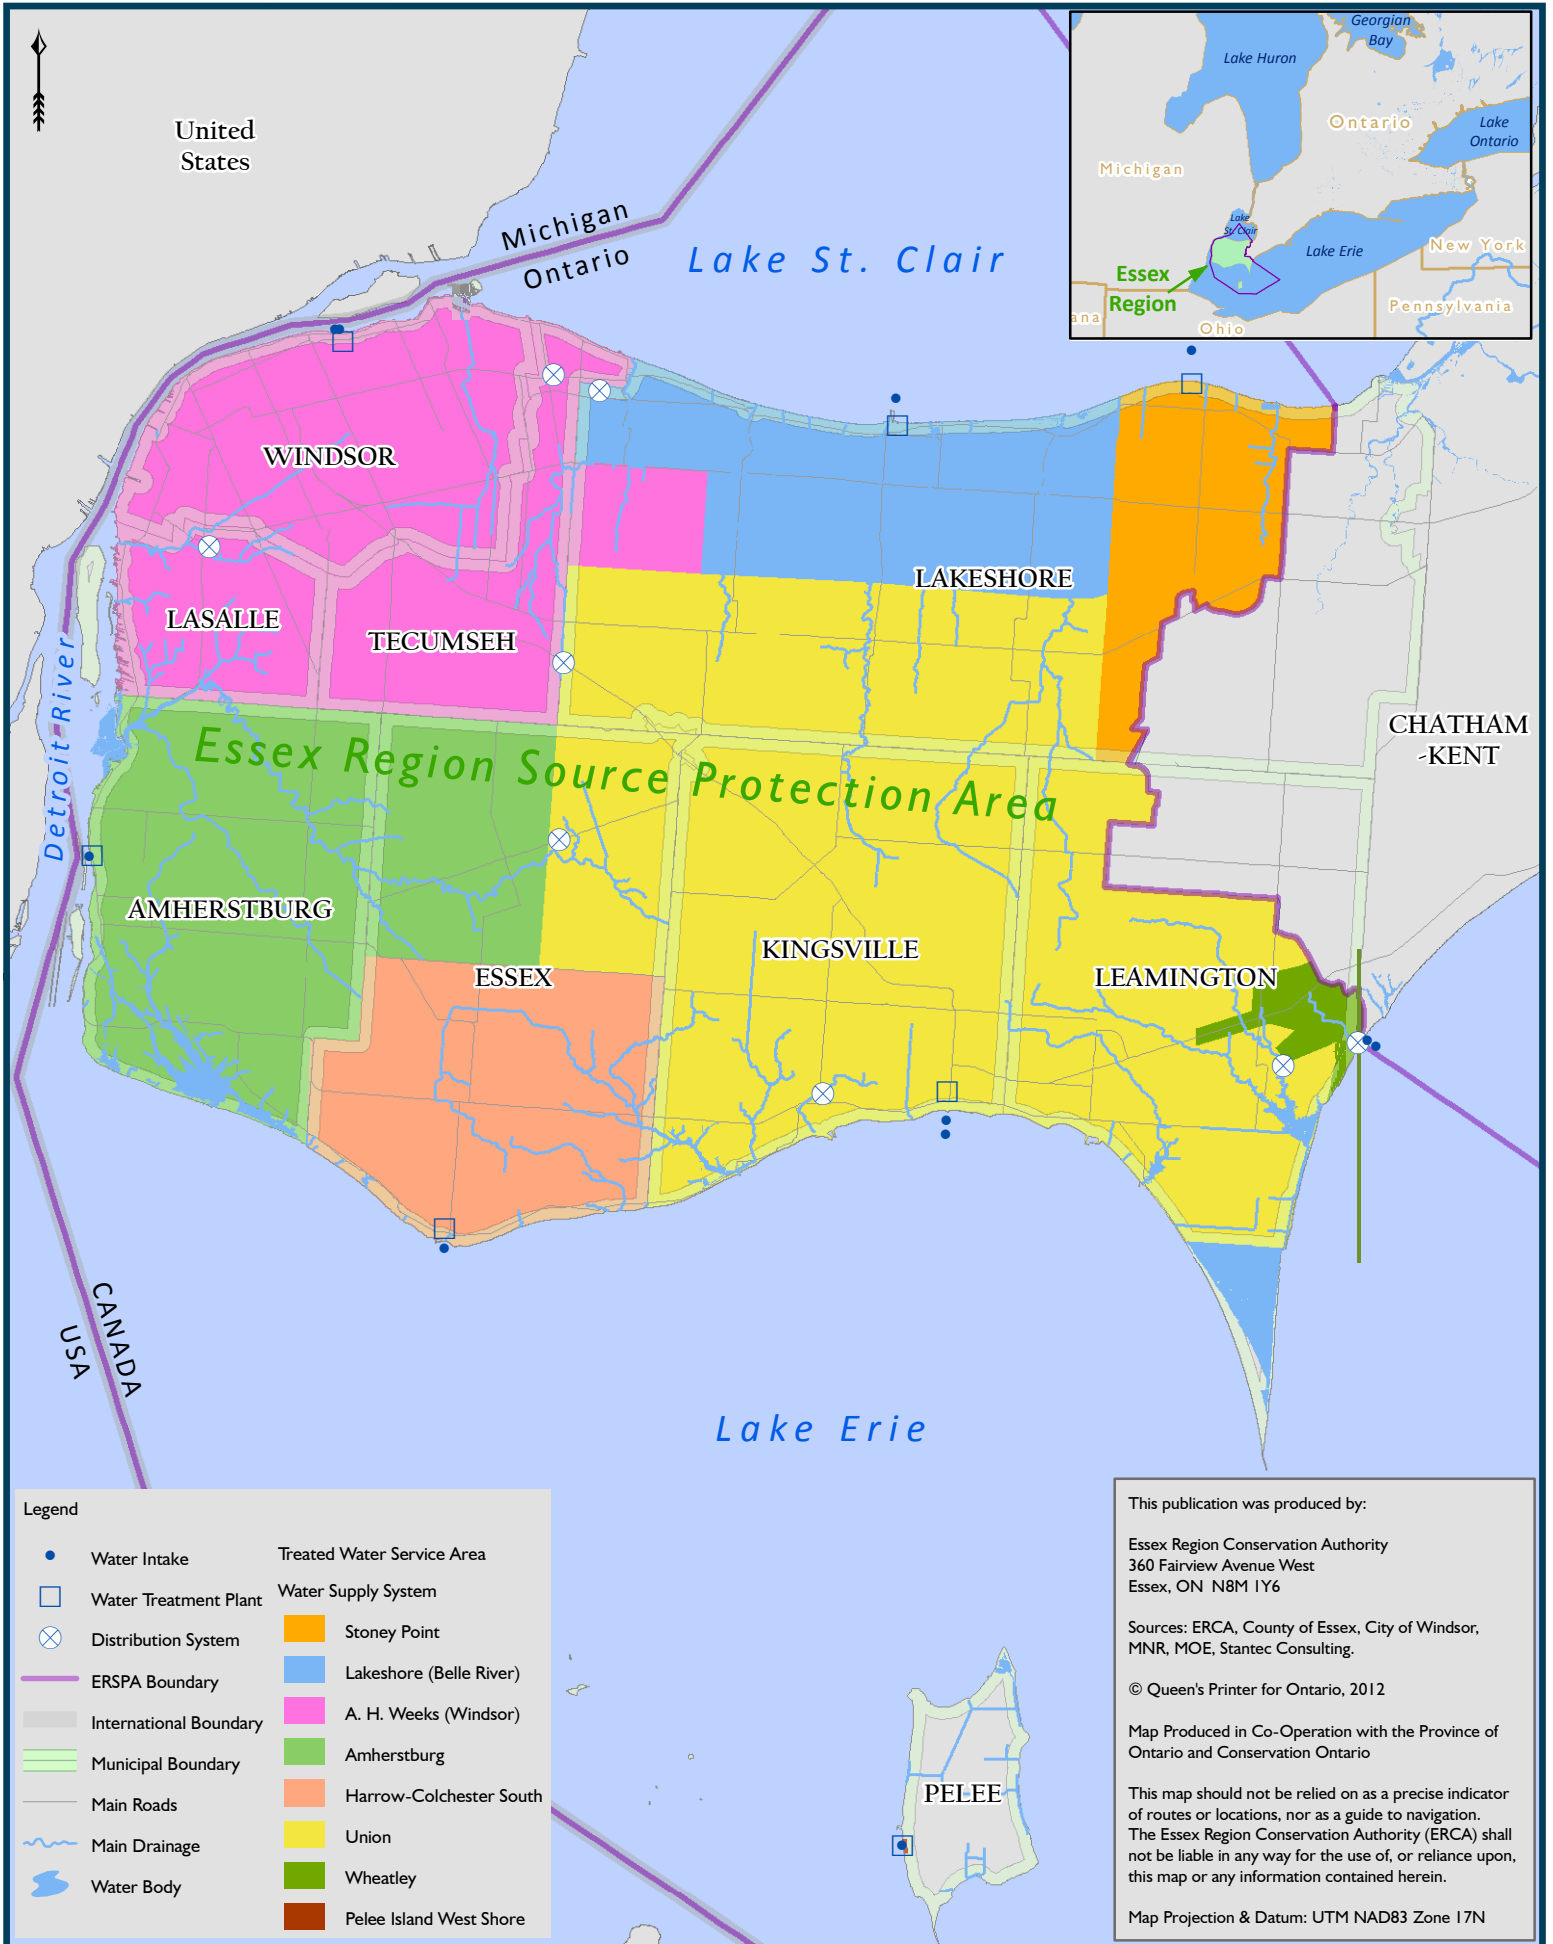 United
States
Michigan
Ontario
Lake St. Clair
Georgian
Bay
Lake Huron
Ontario
Lake
Ontario
Michigan
Lake
St. Clair
Lake Erie
New York
Essex
Region
Pennsylvania
ana
Ohio
WINDSOR
LAKESHORE
LASALLE
TECUMSEH
Detroit River
CHATHAM
-KENT
Essex Region Source Protection Area
AMHERSTBURG
KINGSVILLE
ESSEX
LEAMINGTON
CANADA
USA
Lake Erie
PELEE
Legend
Water Intake
Water Treatment Plant
Distribution System
ERSPA Boundary
International Boundary
Municipal Boundary
Main Roads
Main Drainage
Water Body
Treated Water Service Area
Water Supply System
Stoney Point
Lakeshore (Belle River)
A. H. Weeks (Windsor)
Amherstburg
Harrow-Colchester South
Union
Wheatley
Pelee Island West Shore
This publication was produced by:
Essex Region Conservation Authority
360 Fairview Avenue West
Essex, ON N8M 1Y6
Sources: ERCA, County of Essex, City of Windsor,
MNR, MOE, Stantec Consulting.
© Queen's Printer for Ontario, 2012
Map Produced in Co-Operation with the Province of
Ontario and Conservation Ontario
This map should not be relied on as a precise indicator
of routes or locations, nor as a guide to navigation.
The Essex Region Conservation Authority (ERCA) shall
not be liable in any way for the use of, or reliance upon,
this map or any information contained herein.
Map Projection & Datum: UTM NAD83 Zone 17N